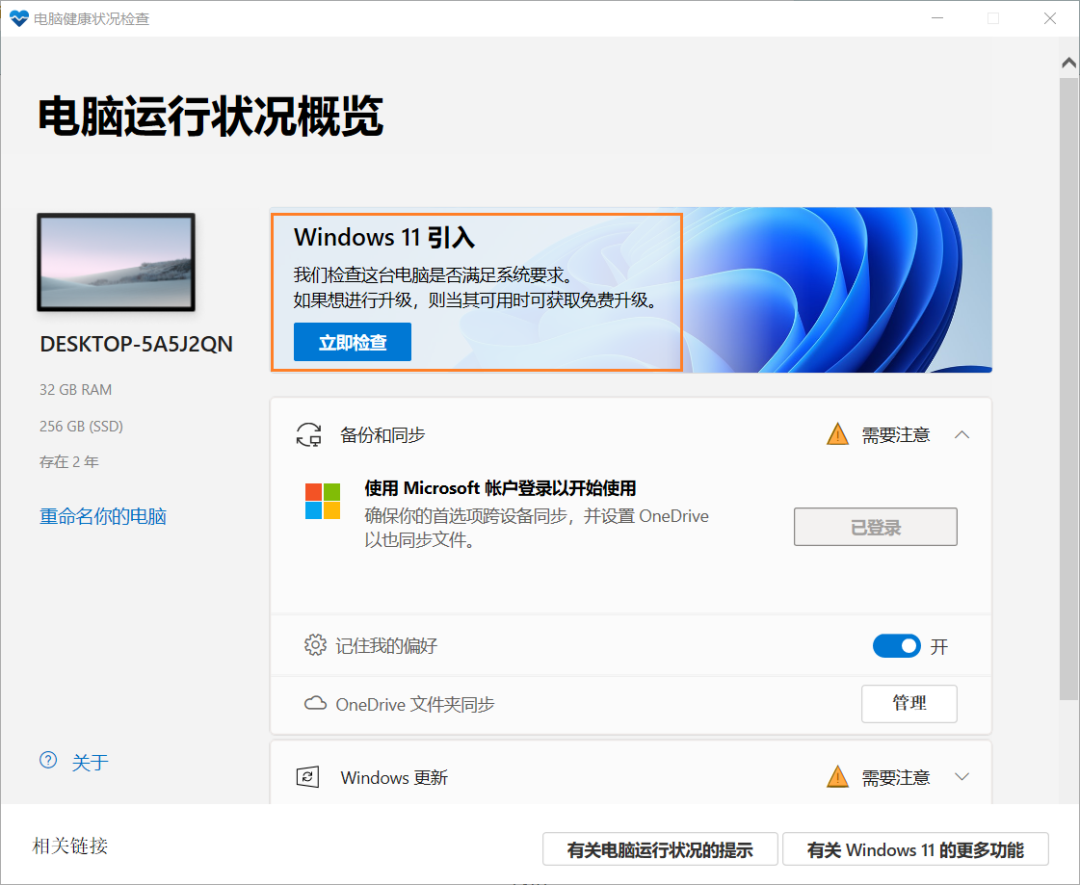 电脑健康状况检查
电脑运行状况概览
DESKTOP-5A5J2QN
32 GB RAM
256 GB (SSD)
存在 2 年
重命名你的电脑
关于
Windows 11 引入
我们检查这台电脑是否满足系统要求。
如果想进行升级，则当其可用时可获取免费升级。
立即检查
备份和同步
需要注意
使用 Microsoft 帐户登录以开始使用
确保你的首选项跨设备同步，并设置 OneDrive
以也同步文件。
已登录
记住我的偏好
开
OneDrive 文件夹同步
管理
Windows 更新
需要注意
相关链接
有关电脑运行状况的提示
有关 Windows 11 的更多功能